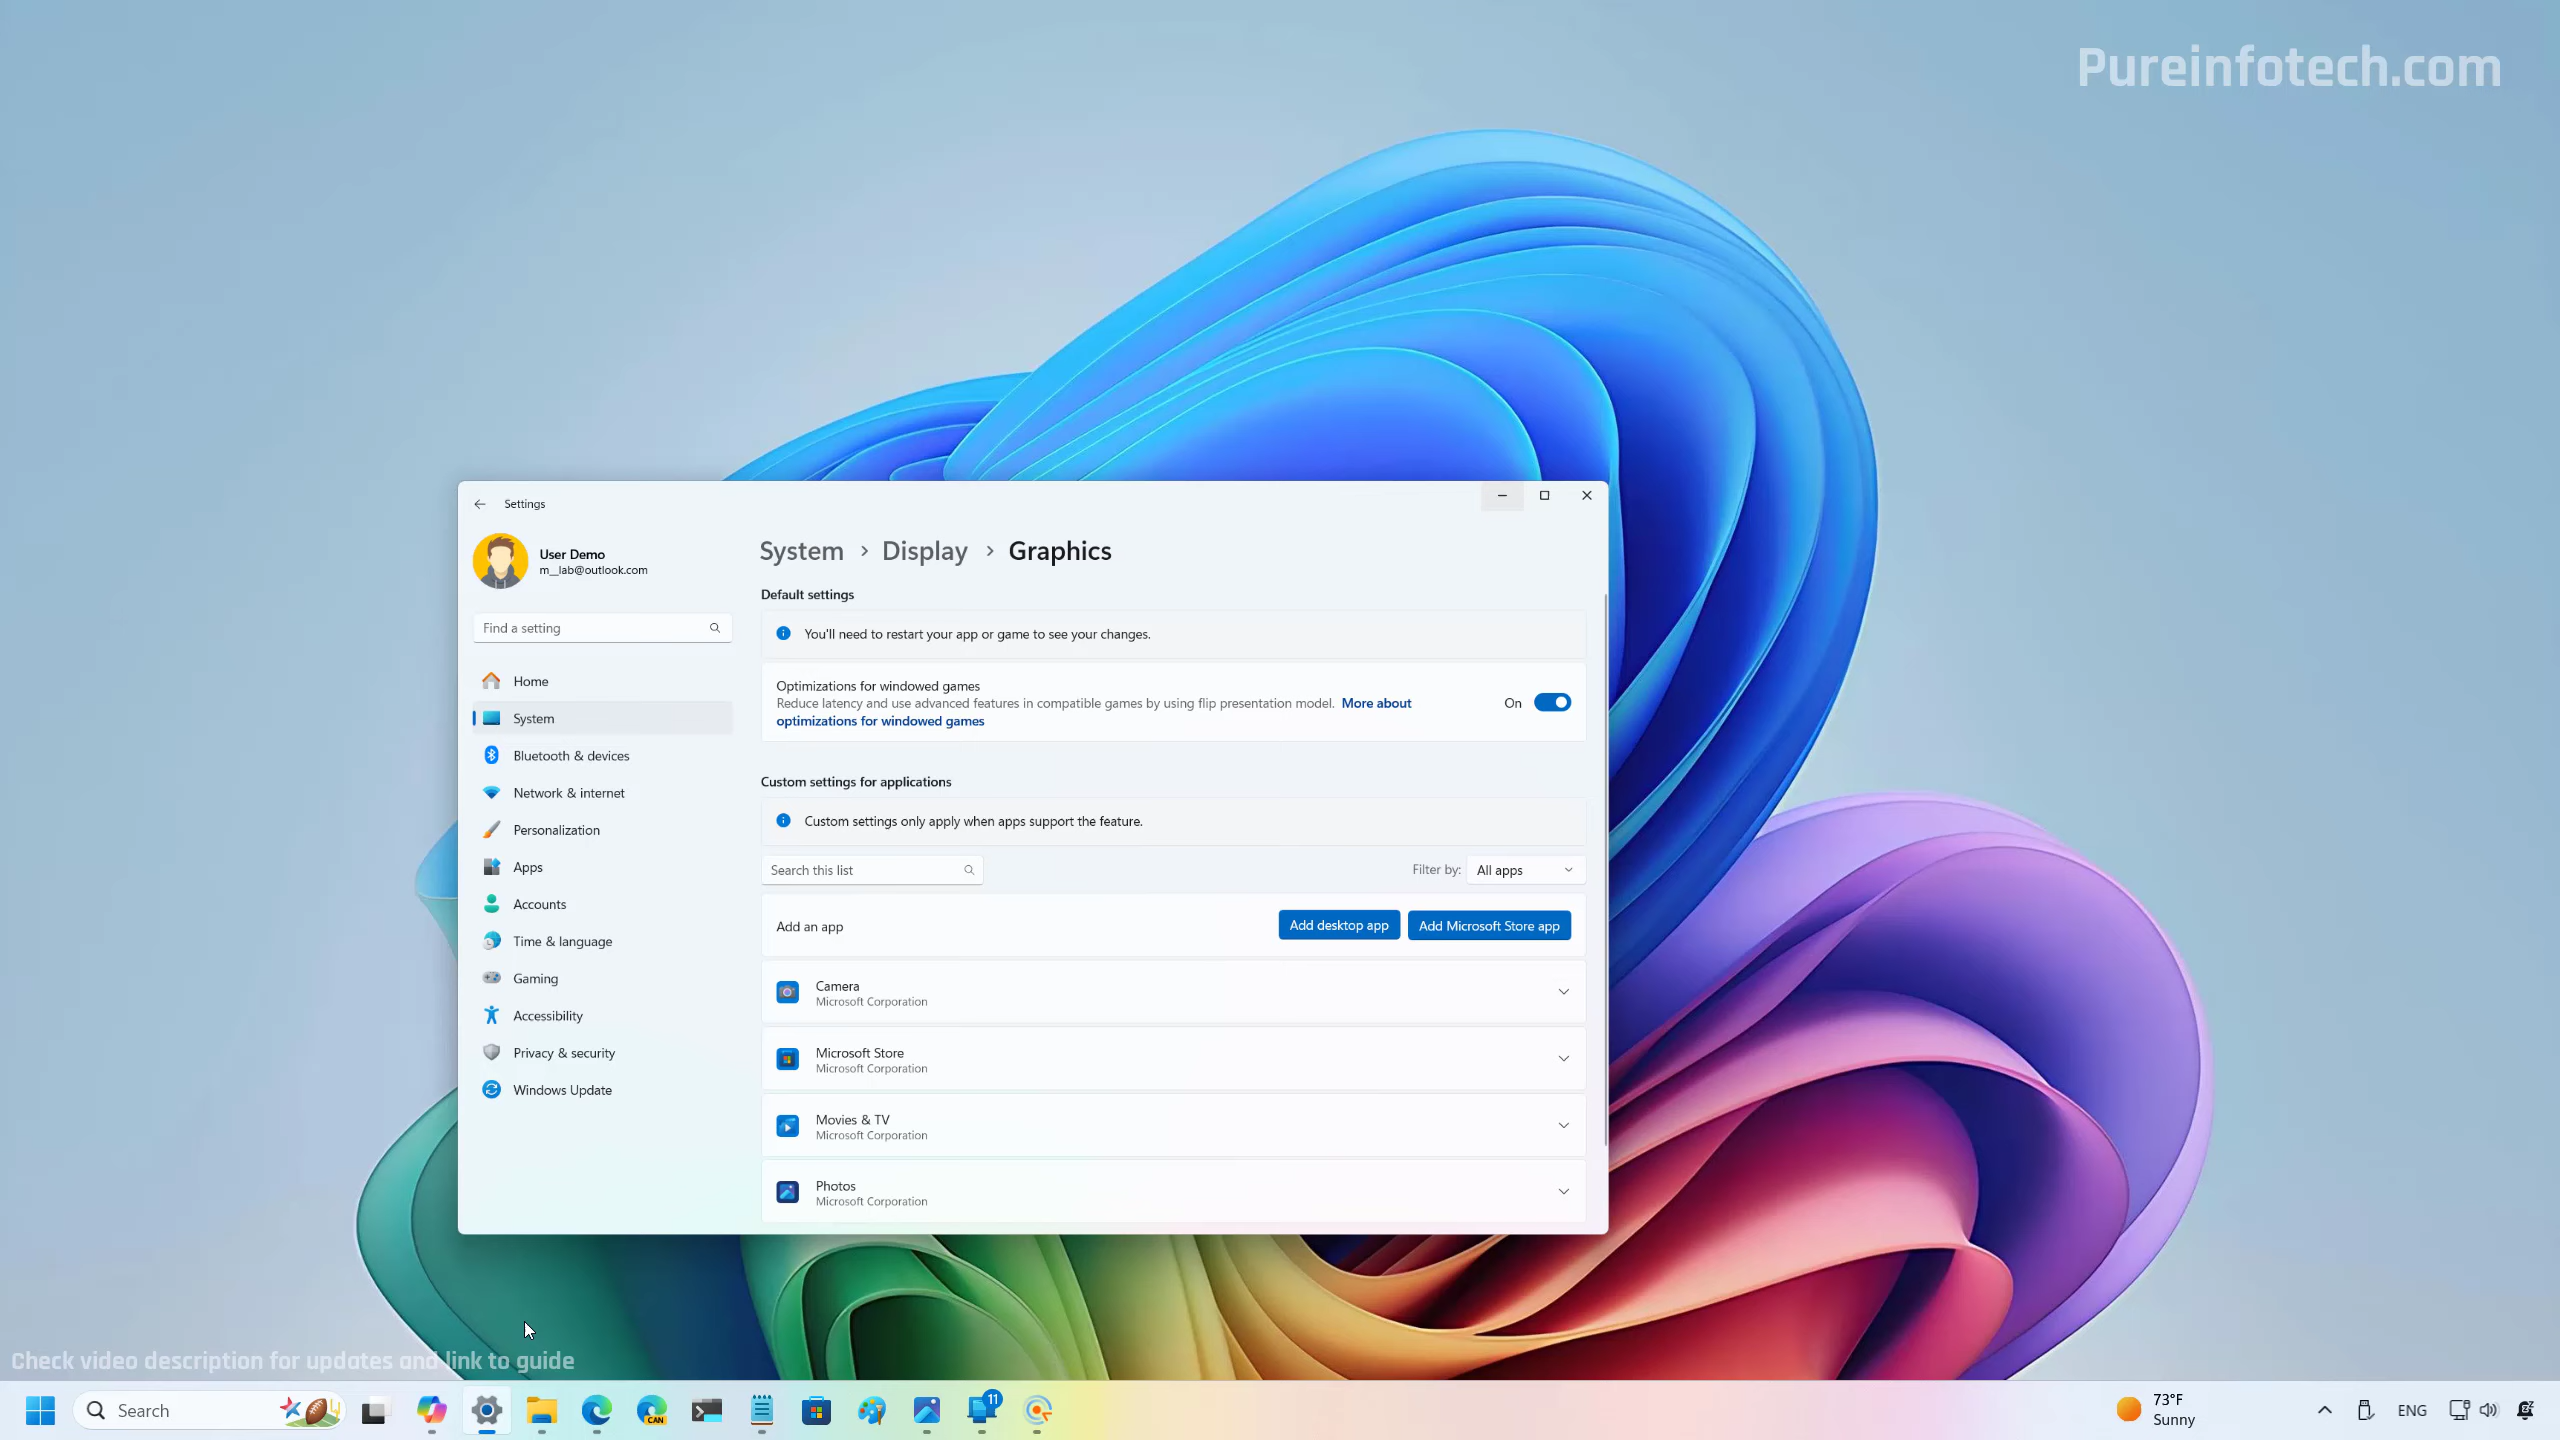 Pureinfotech.com
Settings
User Demo
m__lab@outlook.com
Find a setting
Home
System
Bluetooth & devices
Network & internet
Personalization
Apps
Accounts
Time & language
Gaming
Accessibility
Privacy & security
Windows Update
System > Display > Graphics
Default settings
You'll need to restart your app or game to see your changes.
Optimizations for windowed games
Reduce latency and use advanced features in compatible games by using flip presentation model. More about
optimizations for windowed games
On
Custom settings for applications
Custom settings only apply when apps support the feature.
Search this list
Filter by: All apps
Add an app
Add desktop app
Add Microsoft Store app
Camera
Microsoft Corporation
Microsoft Store
Microsoft Corporation
Movies & TV
Microsoft Corporation
Photos
Microsoft Corporation
Check video description for updates and link to guide
Search
CAN
11
73°F
Sunny
ENG